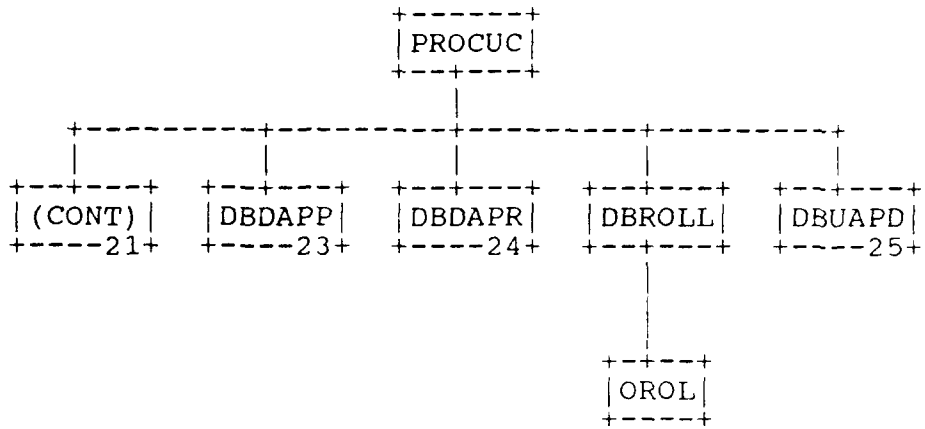 PROCUC
(CONT) DBDAPP DBDAPR DBROLL DBUAPD
21 23 24 25
OROL